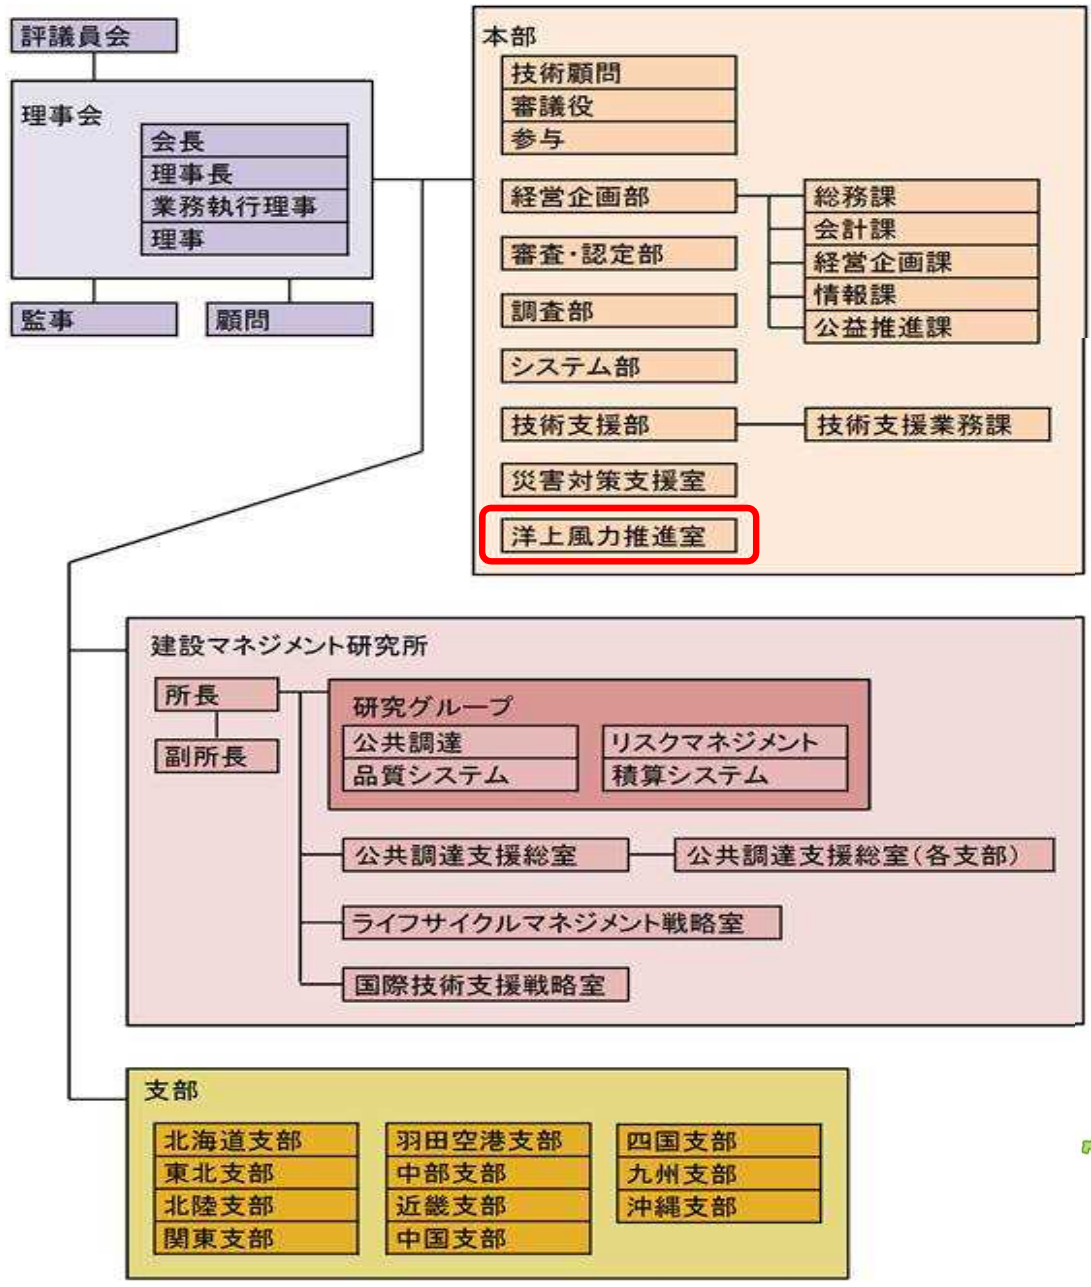 評議員会
理事会
会長
理事長
業務執行理事
理事
監事
顧問
本部
技術顧問
審議役
参与
経営企画部
総務課
会計課
経営企画課
情報課
公益推進課
審査・認定部
調査部
システム部
技術支援部
技術支援業務課
災害対策支援室
洋上風力推進室
建設マネジメント研究所
所長
副所長
研究グループ
公共調達
品質システム
リスクマネジメント
積算システム
公共調達支援総室
公共調達支援総室(各支部)
ライフサイクルマネジメント戦略室
国際技術支援戦略室
支部
北海道支部
東北支部
北陸支部
関東支部
羽田空港支部
中部支部
近畿支部
中国支部
四国支部
九州支部
沖縄支部